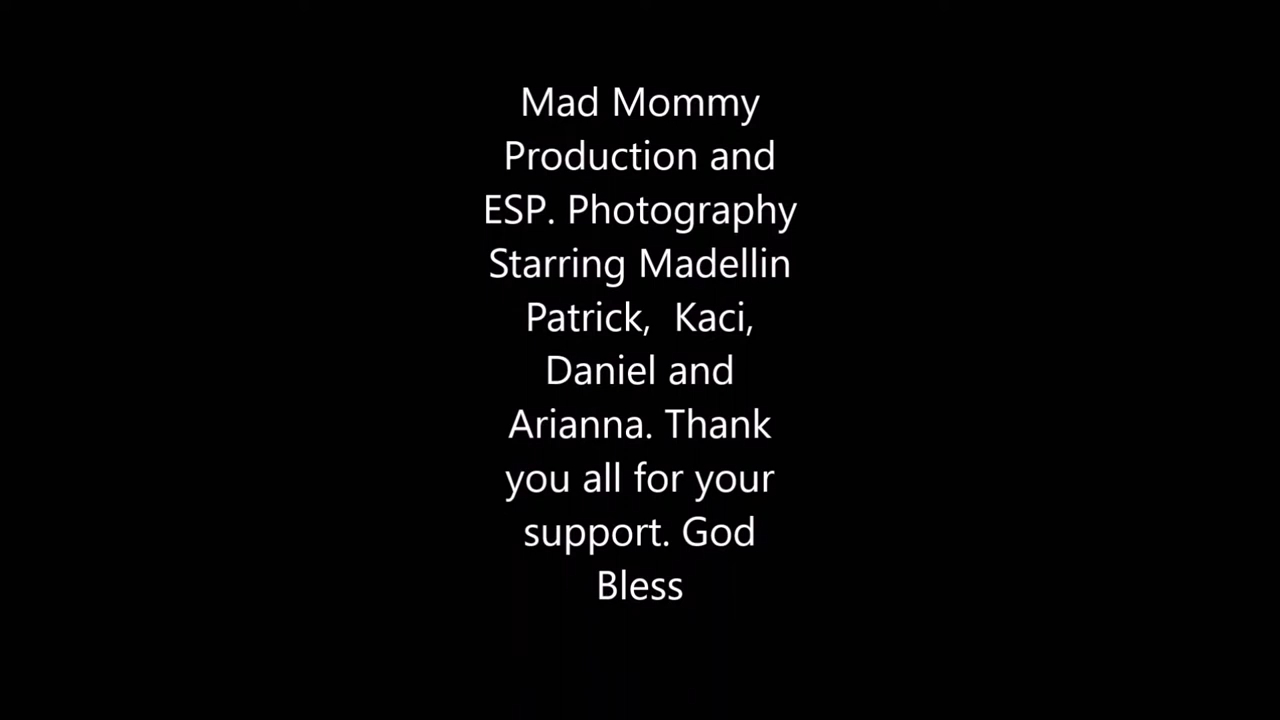 Mad Mommy
Production and
ESP. Photography
Starring Madellin
Patrick,  Kaci,
Daniel and
Arianna. Thank
you all for your
support. God
Bless